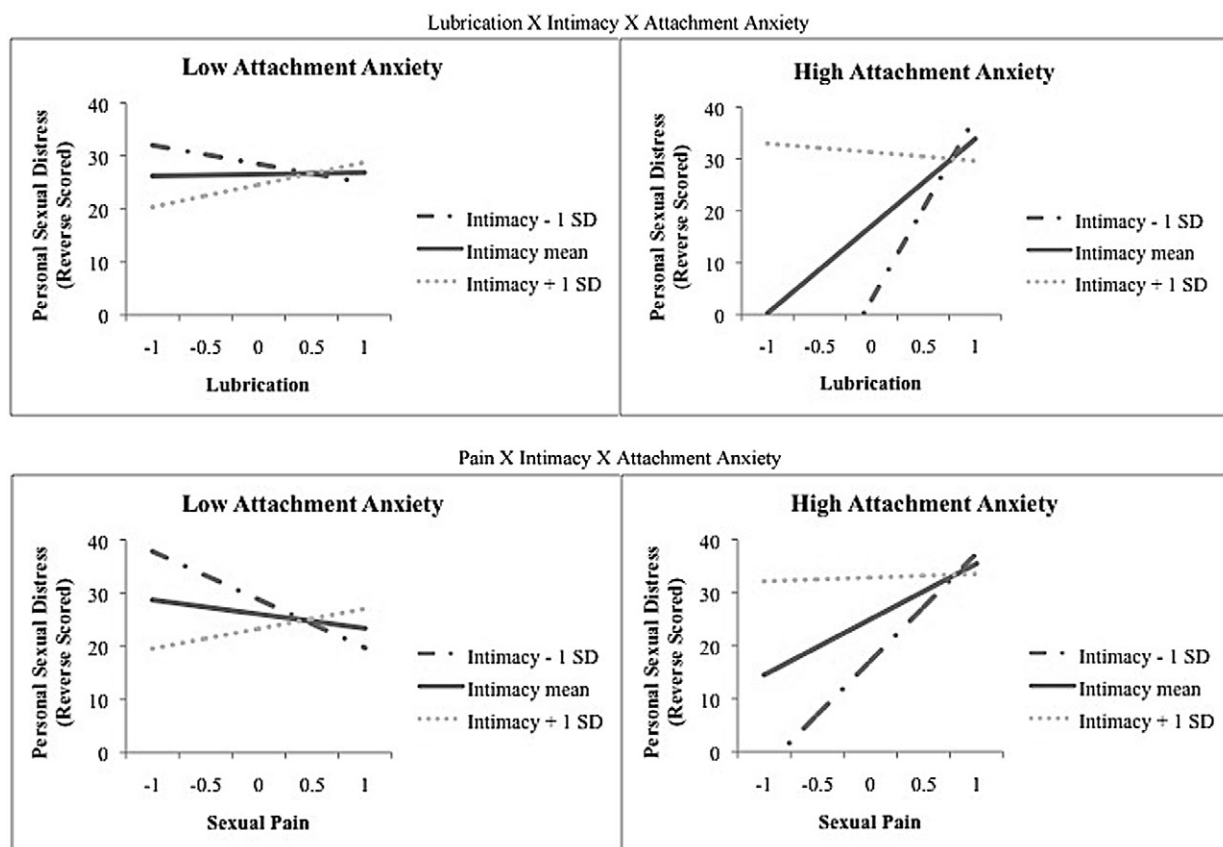 Lubrication X Intimacy X Attachment Anxiety
Low Attachment Anxiety
Personal Sexual Distress
(Reverse Scored)
40
30
20
10
0
-1 -0.5 0 0.5 1
Lubrication
Intimacy - 1 SD
Intimacy mean
Intimacy + 1 SD
High Attachment Anxiety
Personal Sexual Distress
(Reverse Scored)
40
30
20
10
0
-1 -0.5 0 0.5 1
Lubrication
Intimacy - 1 SD
Intimacy mean
Intimacy + 1 SD
Pain X Intimacy X Attachment Anxiety
Low Attachment Anxiety
Personal Sexual Distress
(Reverse Scored)
40
30
20
10
0
-1 -0.5 0 0.5 1
Sexual Pain
Intimacy - 1 SD
Intimacy mean
Intimacy + 1 SD
High Attachment Anxiety
Personal Sexual Distress
(Reverse Scored)
40
30
20
10
0
-1 -0.5 0 0.5 1
Sexual Pain
Intimacy - 1 SD
Intimacy mean
Intimacy + 1 SD